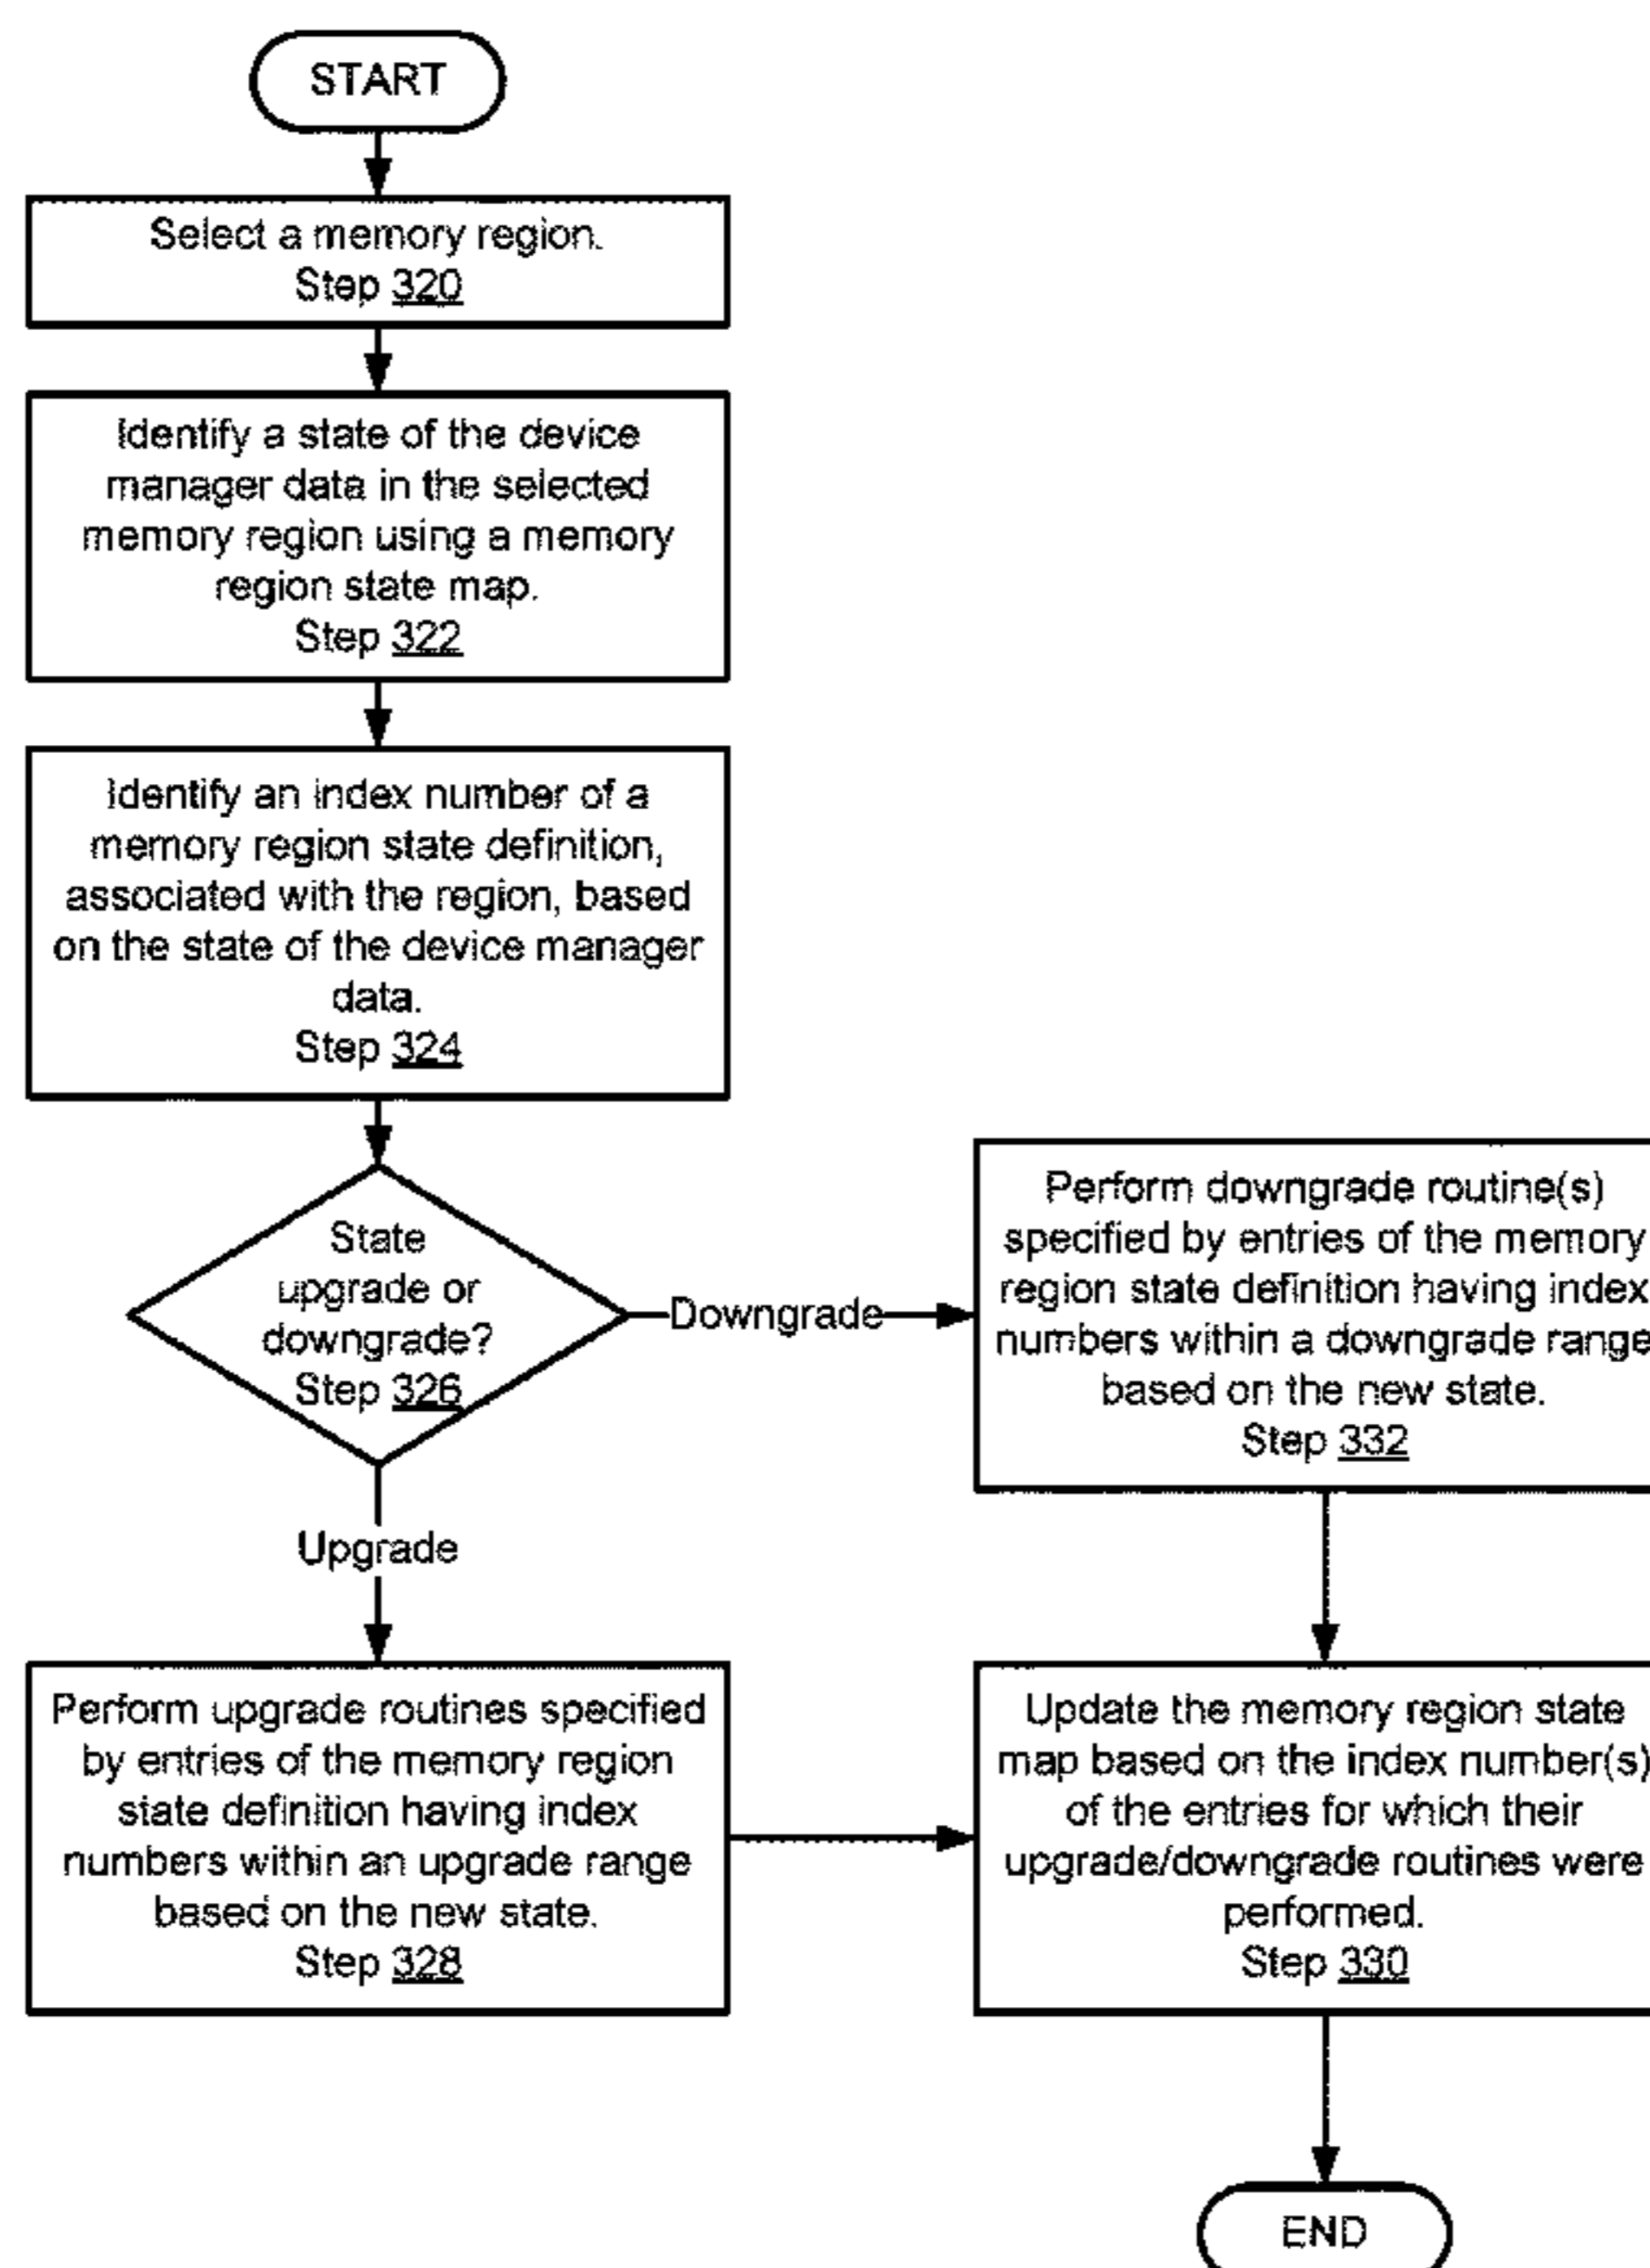 START
Select a memory region.
Step 320
Identify a state of the device
manager data in the selected
memory region using a memory
region state map.
Step 322
Identify an index number of a
memory region state definition,
associated with the region, based
on the state of the device manager
data.
Step 324
State
upgrade or
downgrade?
Step 326
Downgrade
Perform downgrade routine(s)
specified by entries of the memory
region state definition having index
numbers within a downgrade range
based on the new state.
Step 332
Upgrade
Perform upgrade routines specified
by entries of the memory region
state definition having index
numbers within an upgrade range
based on the new state.
Step 328
Update the memory region state
map based on the index number(s)
of the entries for which their
upgrade/downgrade routines were
performed.
Step 330
END